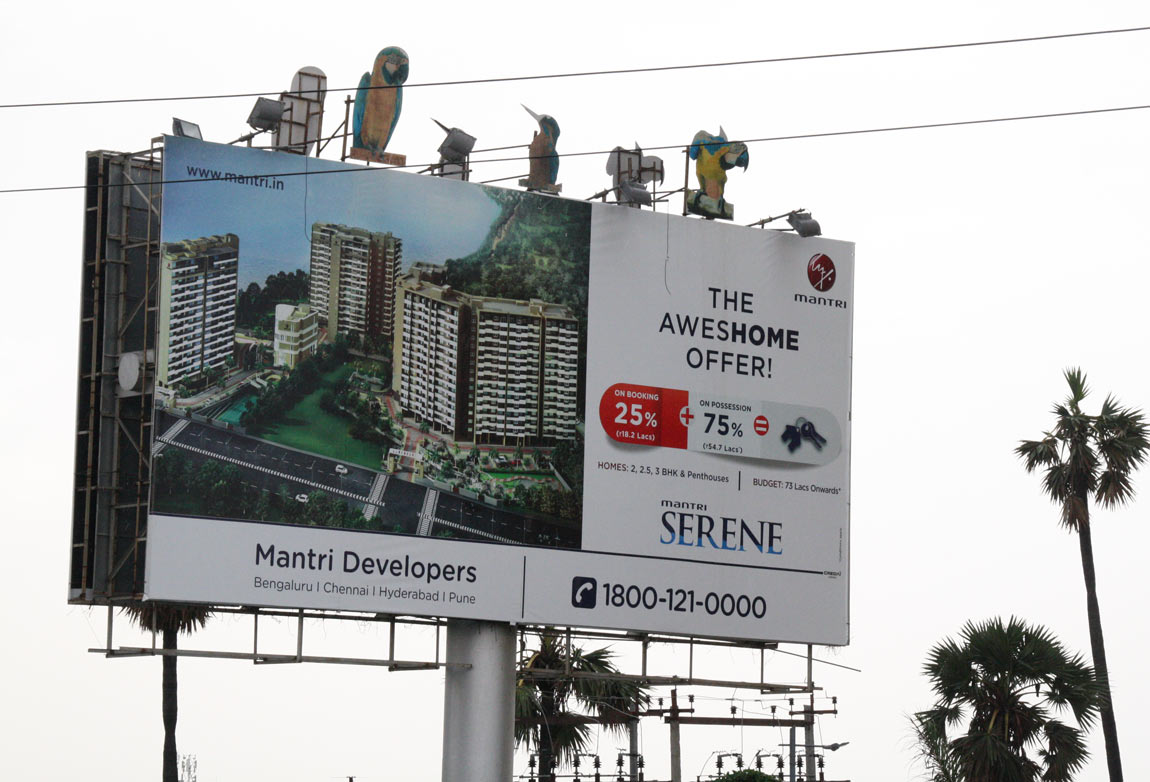 www.mantri.in
MANTRI
THE
AWESHOME
OFFER!
ON BOOKING
25%
(₹18.2 Lacs)
+
ON POSSESSION
75%
(₹54.7 Lacs*)
=
HOMES: 2, 2.5, 3 BHK & Penthouses | BUDGET: 73 Lacs Onwards*
MANTRI
SERENE
Mantri Developers
Bengaluru | Chennai | Hyderabad | Pune
1800-121-0000